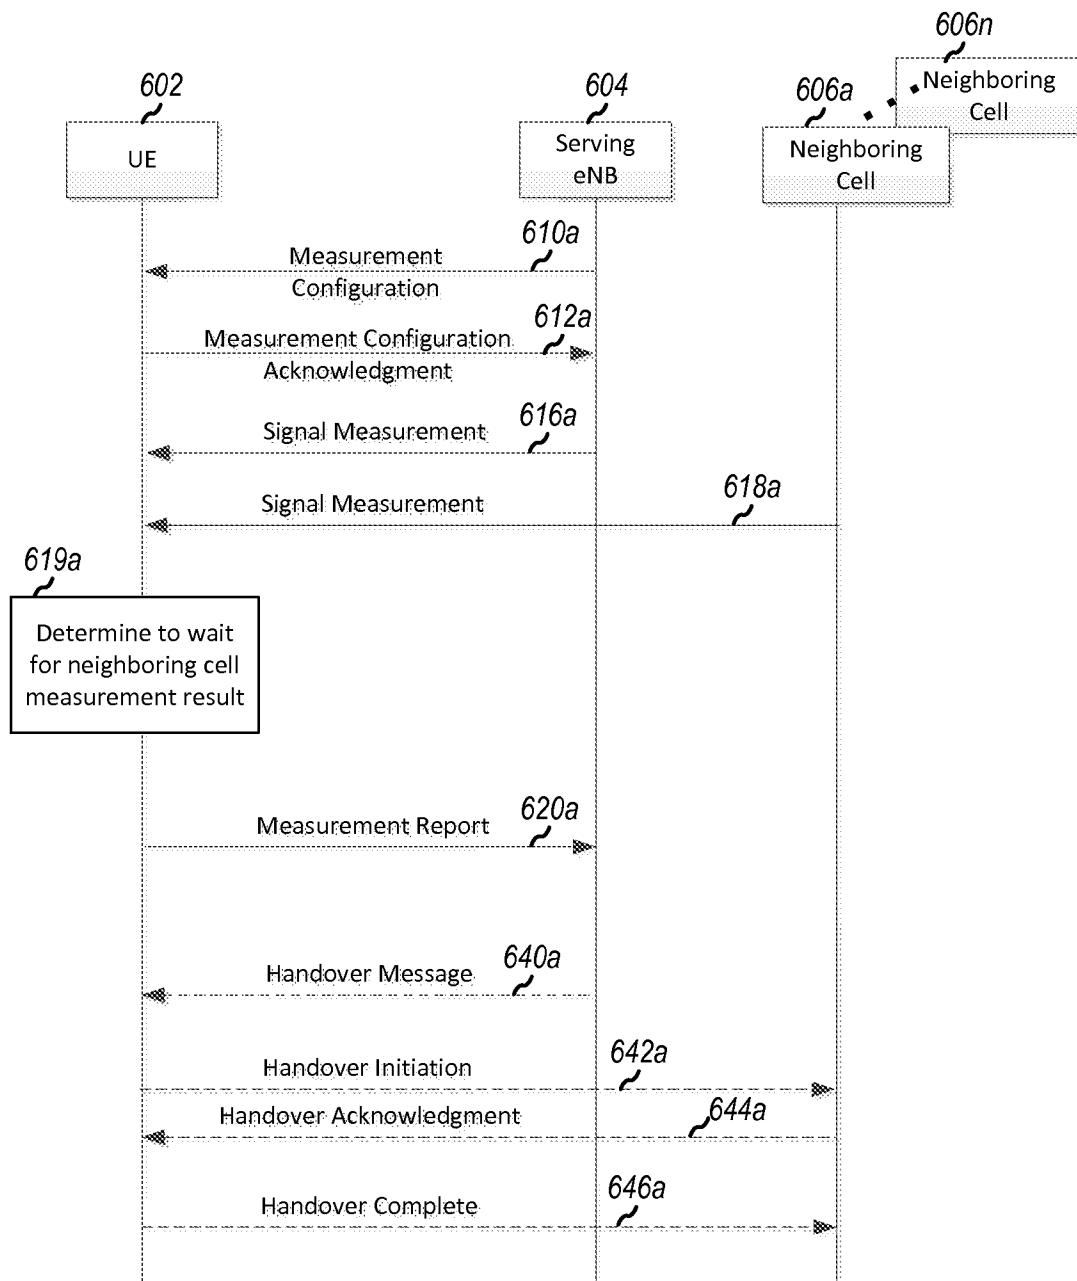 606n
Neighboring
Cell
602
604
606a
UE
Serving
eNB
Neighboring
Cell
610a
Measurement
Configuration
612a
Measurement Configuration
Acknowledgment
616a
Signal Measurement
618a
Signal Measurement
619a
Determine to wait
for neighboring cell
measurement result
620a
Measurement Report
640a
Handover Message
642a
Handover Initiation
644a
Handover Acknowledgment
646a
Handover Complete